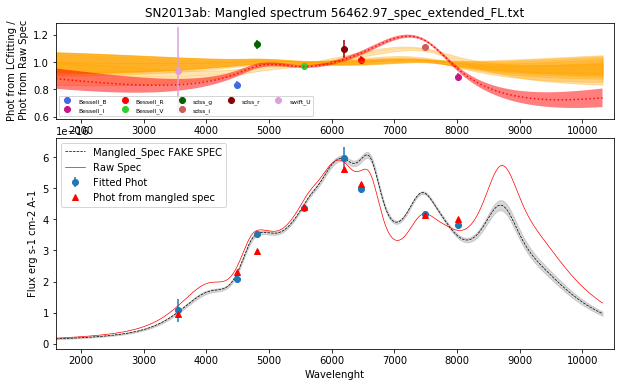 SN2013ab: Mangled spectrum 56462.97_spec_extended_FL.txt
Phot from LCfitting /
Phot from Raw Spec
1.2
1.0
0.8
0.6
Bessell_B
Bessell_I
Bessell_R
Bessell_V
sdss_g
sdss_i
sdss_r
swift_U
2000 3000 4000 5000 6000 7000 8000 9000 10000
1e−16
Flux erg s-1 cm-2 A-1
6
5
4
3
2
1
0
Mangled_Spec FAKE SPEC
Raw Spec
Fitted Phot
Phot from mangled spec
2000 3000 4000 5000 6000 7000 8000 9000 10000
Wavelenght